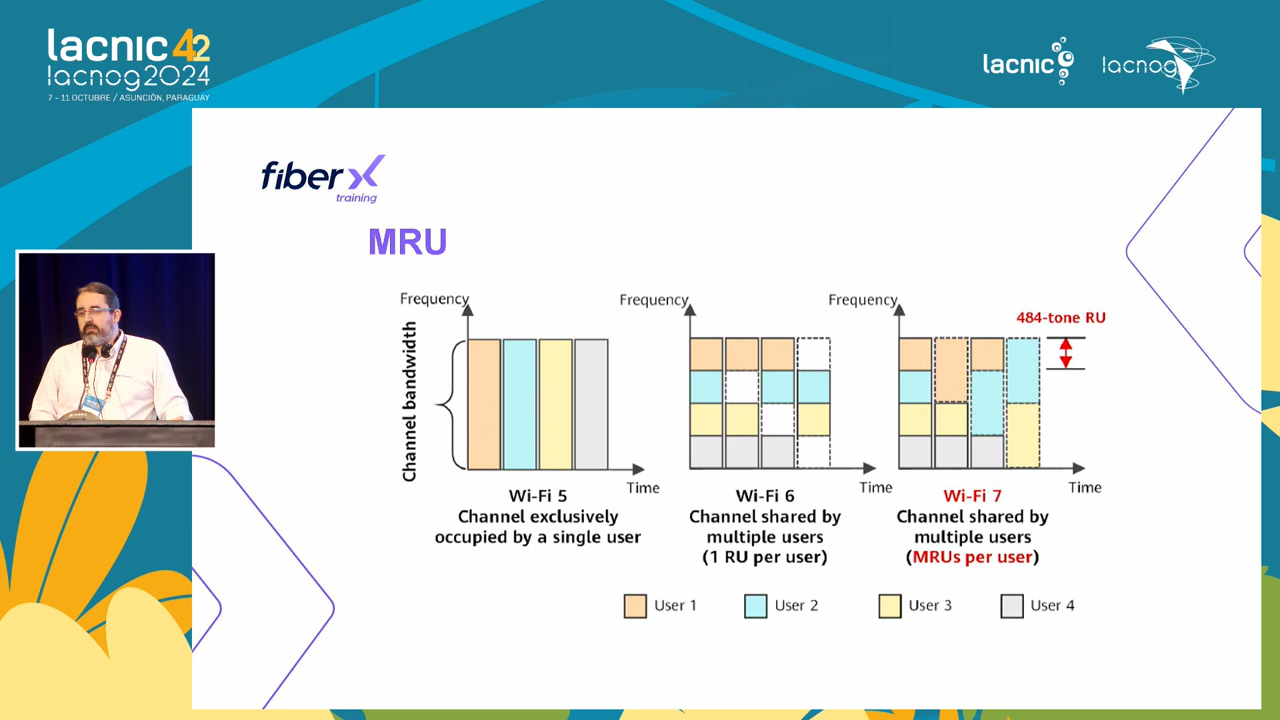 lacnic 42
lacnog2024
7 - 11 OCTUBRE / ASUNCIÓN, PARAGUAY
lacnic
lacnog
fiber x
training
MRU
Frequency
Channel bandwidth
Time
Wi-Fi 5
Channel exclusively
occupied by a single user
Frequency
Time
Wi-Fi 6
Channel shared by
multiple users
(1 RU per user)
Frequency
484-tone RU
Time
Wi-Fi 7
Channel shared by
multiple users
(MRUs per user)
User 1
User 2
User 3
User 4